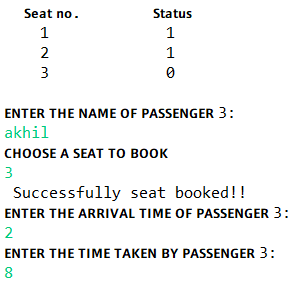 Seat no. Status
1 1
2 1
3 0
ENTER THE NAME OF PASSENGER 3:
akhil
CHOOSE A SEAT TO BOOK
3
Successfully seat booked!!
ENTER THE ARRIVAL TIME OF PASSENGER 3:
2
ENTER THE TIME TAKEN BY PASSENGER 3:
8